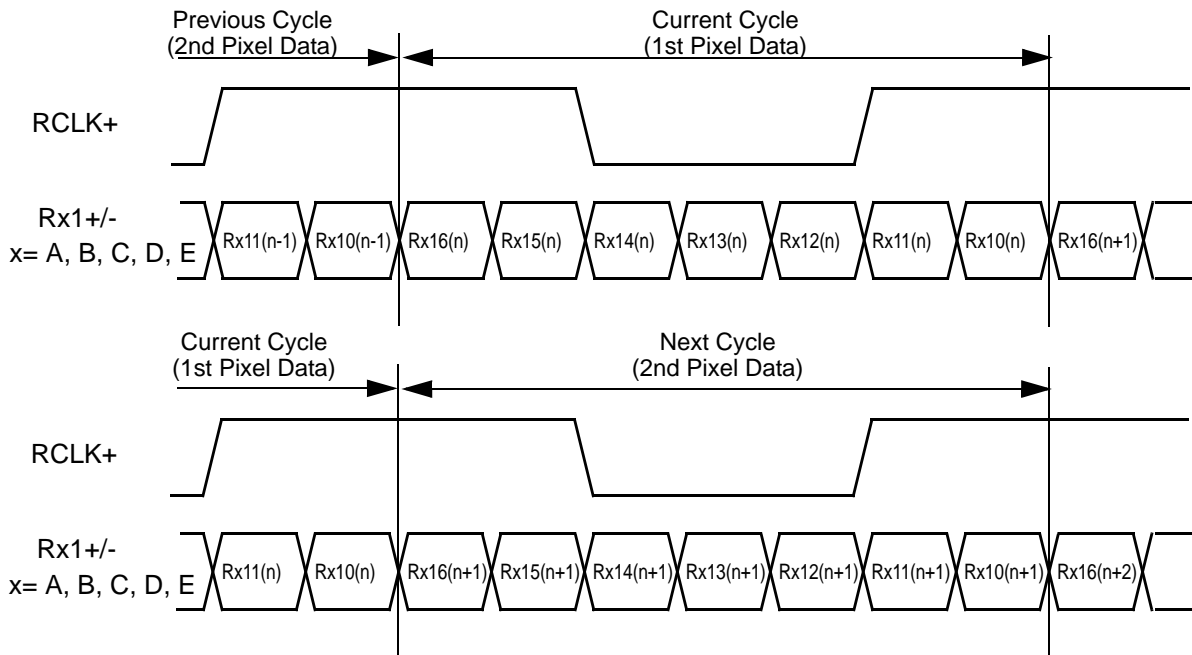 Previous Cycle
(2nd Pixel Data)
Current Cycle
(1st Pixel Data)
RCLK+
Rx1+/-
x= A, B, C, D, E
Rx11(n-1) Rx10(n-1) Rx16(n) Rx15(n) Rx14(n) Rx13(n) Rx12(n) Rx11(n) Rx10(n) Rx16(n+1)
Current Cycle
(1st Pixel Data)
Next Cycle
(2nd Pixel Data)
RCLK+
Rx1+/-
x= A, B, C, D, E
Rx11(n) Rx10(n) Rx16(n+1) Rx15(n+1) Rx14(n+1) Rx13(n+1) Rx12(n+1) Rx11(n+1) Rx10(n+1) Rx16(n+2)